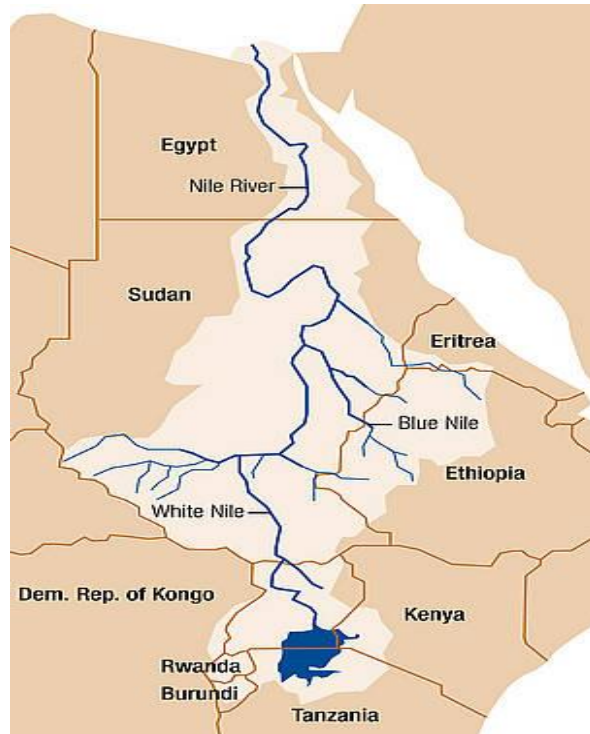 Egypt
Nile River
Sudan
Eritrea
Blue Nile
Ethiopia
White Nile
Dem. Rep. of Kongo
Kenya
Rwanda
Burundi
Tanzania